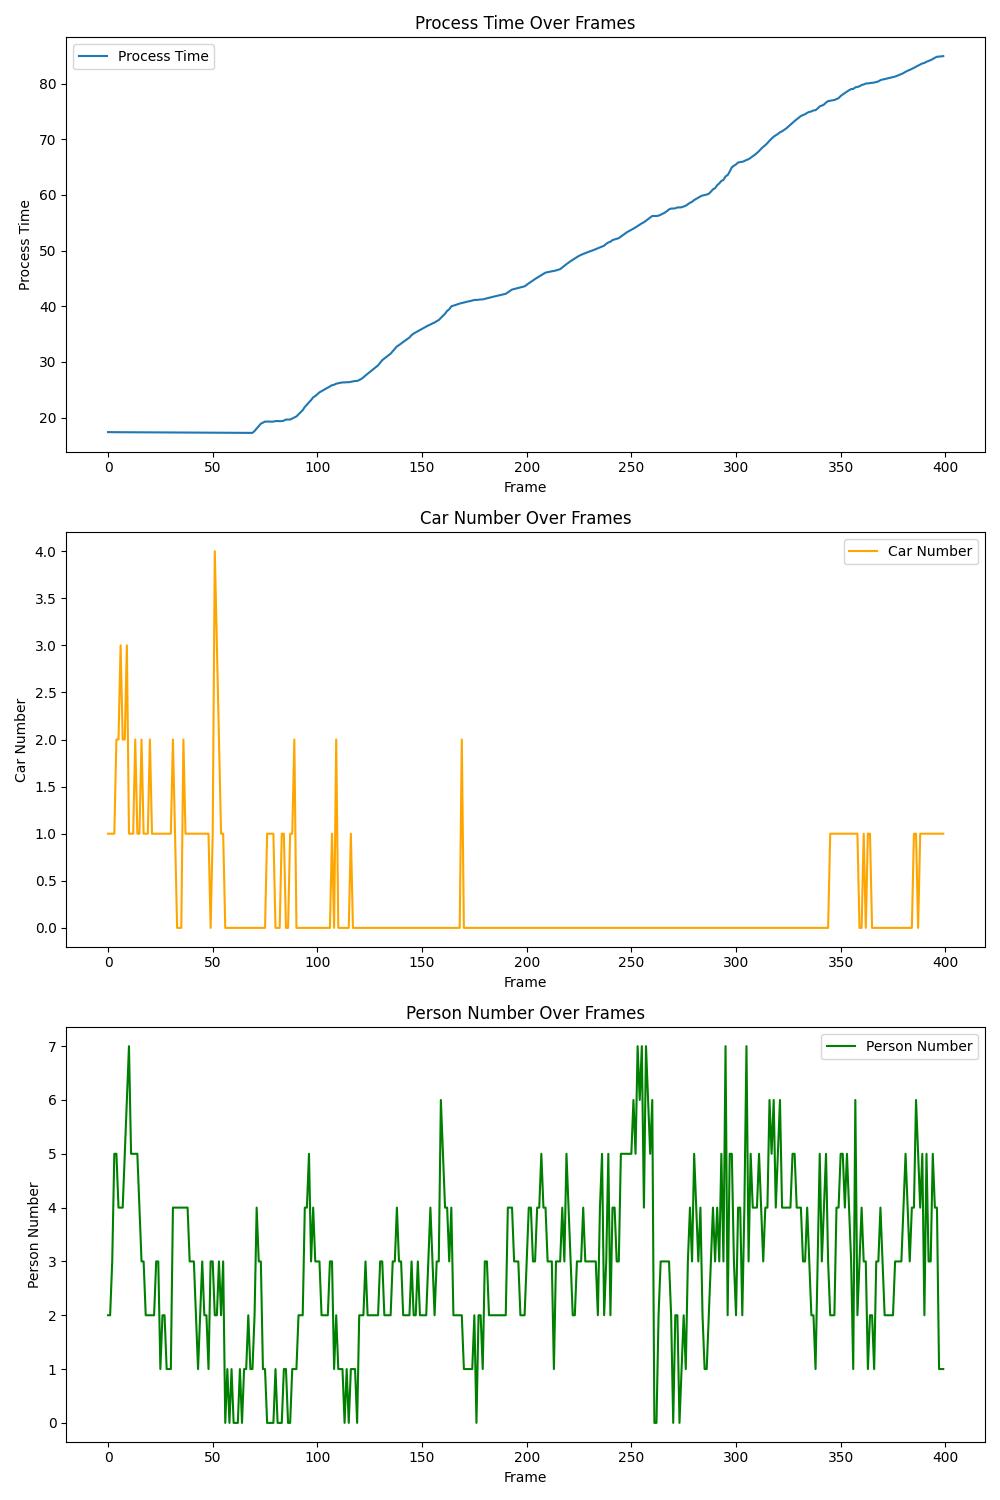 Process Time Over Frames
Process Time
80
70
60
50
40
30
20
Process Time
0 50 100 150 200 250 300 350 400
Frame
Car Number Over Frames
Car Number
4.0
3.5
3.0
2.5
2.0
1.5
1.0
0.5
0.0
Car Number
0 50 100 150 200 250 300 350 400
Frame
Person Number Over Frames
Person Number
7
6
5
4
3
2
1
0
Person Number
0 50 100 150 200 250 300 350 400
Frame